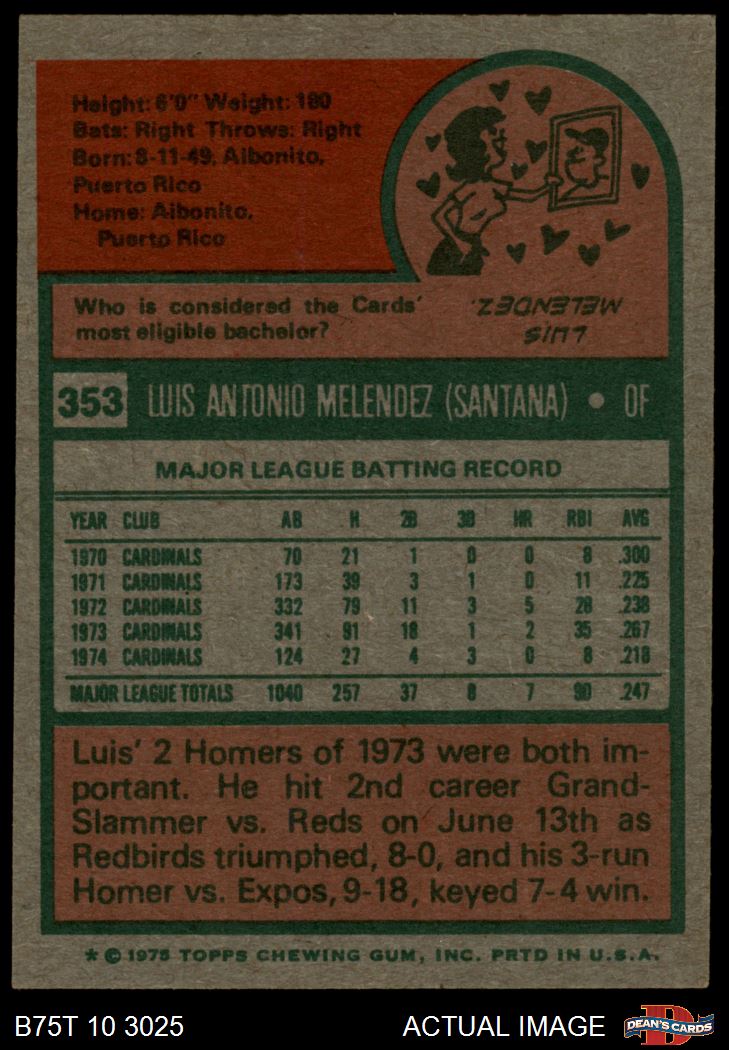 Height: 6'0" Weight: 180
Bats: Right Throws: Right
Born: 8-11-49, Aibonito,
Puerto Rico
Home: Aibonito,
Puerto Rico
Who is considered the Cards'
most eligible bachelor?
LUIS
MELENDEZ.
353 LUIS ANTONIO MELENDEZ (SANTANA) • OF
MAJOR LEAGUE BATTING RECORD
YEAR CLUB AB H 2B 3B HR RBI AVG
1970 CARDINALS 70 21 1 0 0 8 .300
1971 CARDINALS 173 39 3 1 0 11 .225
1972 CARDINALS 332 79 11 3 5 28 .238
1973 CARDINALS 341 91 18 1 2 35 .267
1974 CARDINALS 124 27 4 3 0 8 .218
MAJOR LEAGUE TOTALS 1040 257 37 8 7 90 .247
Luis' 2 Homers of 1973 were both im-
portant. He hit 2nd career Grand-
Slammer vs. Reds on June 13th as
Redbirds triumphed, 8-0, and his 3-run
Homer vs. Expos, 9-18, keyed 7-4 win.
* © 1975 TOPPS CHEWING GUM, INC. PRTD IN U.S.A.
B75T 10 3025 ACTUAL IMAGE DEAN'S CARDS